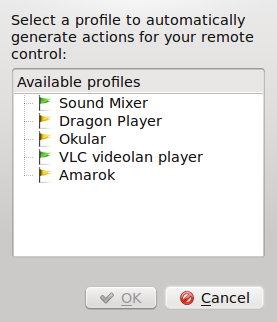 Select a profile to automatically
generate actions for your remote
control:
Available profiles
Sound Mixer
Dragon Player
Okular
VLC videolan player
Amarok
OK
Cancel